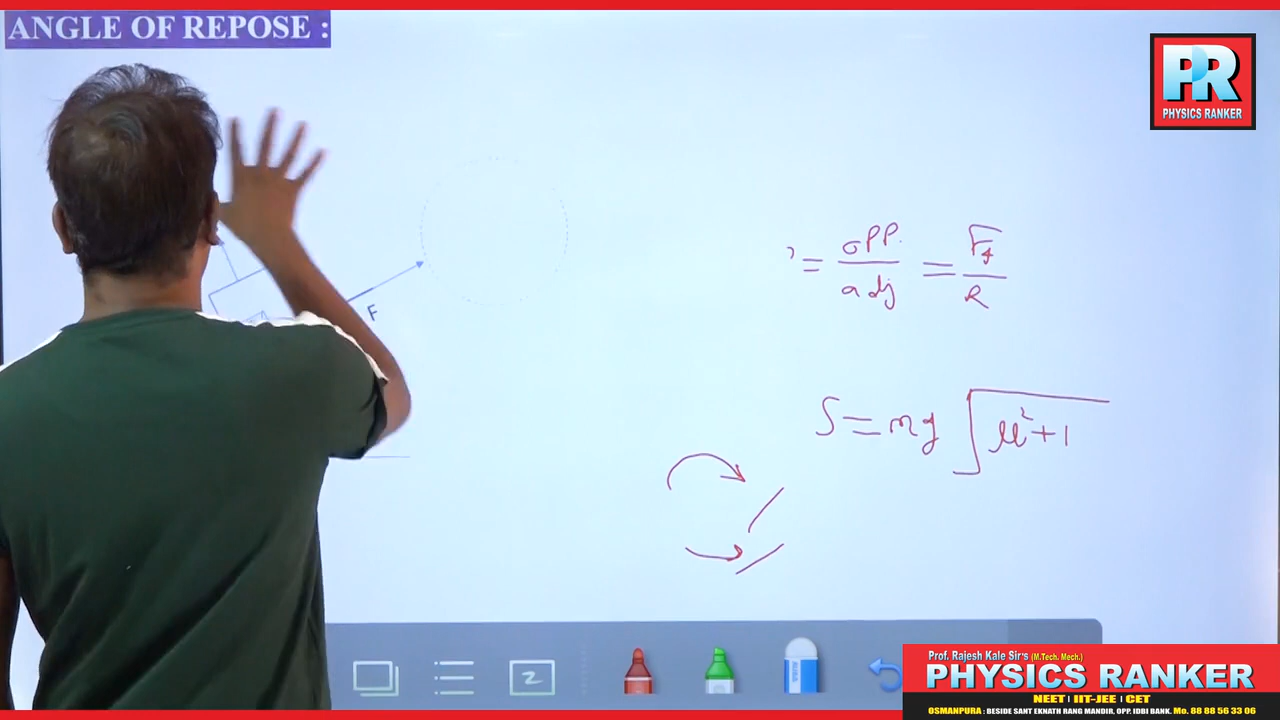 ANGLE OF REPOSE :
PR
PHYSICS RANKER
F
= opp. / adj = Ff / R
S = mg √μ²+1
Prof. Rajesh Kale Sir's (M.Tech. Mech.)
PHYSICS RANKER
NEET | IIT-JEE | CET
OSMANPURA : BESIDE SANT EKNATH RANG MANDIR, OPP. IDBI BANK. Mo. 88 88 56 33 06